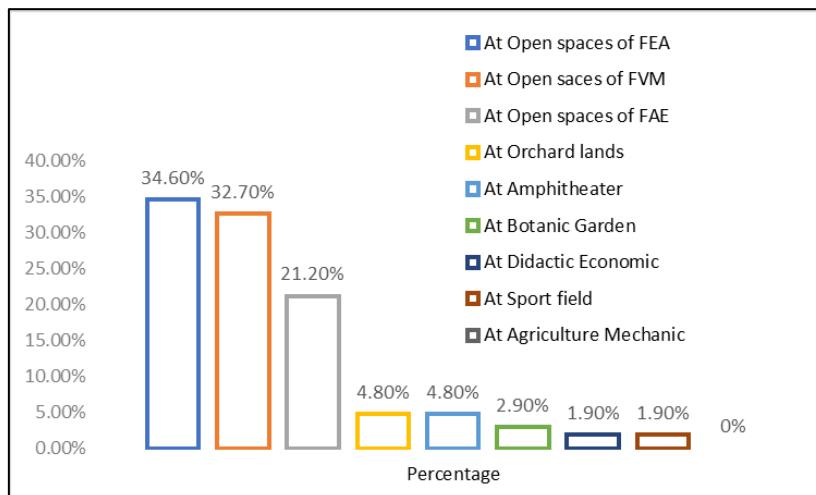 At Open spaces of FEA
At Open saces of FVM
At Open spaces of FAE
At Orchard lands
At Amphitheater
At Botanic Garden
At Didactic Economic
At Sport field
At Agriculture Mechanic
40.00%
35.00%
30.00%
25.00%
20.00%
15.00%
10.00%
5.00%
0.00%
34.60%
32.70%
21.20%
4.80%
4.80%
2.90%
1.90%
1.90%
0%
Percentage